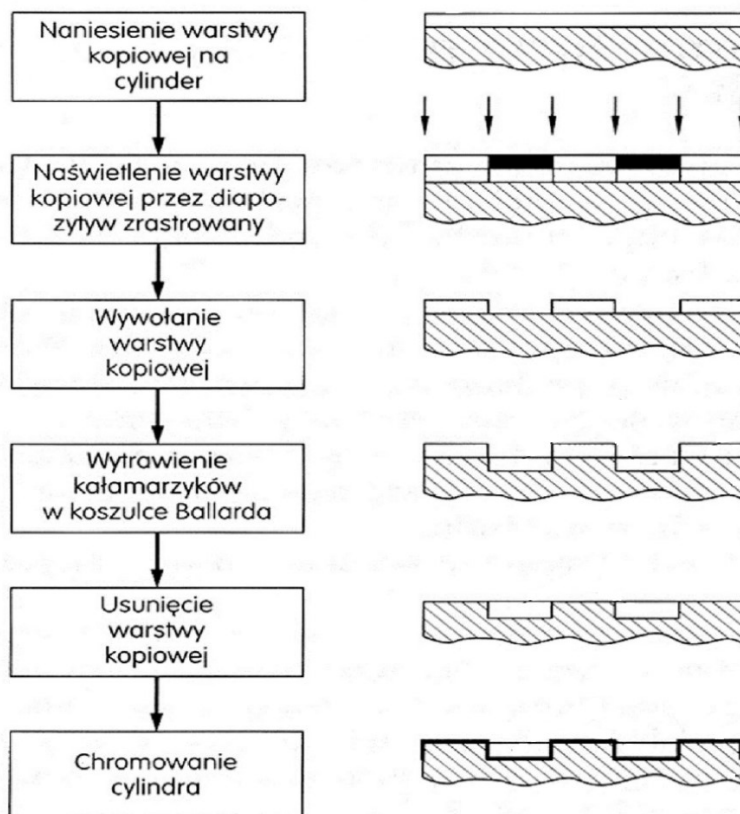 Naniesienie warstwy
kopiowej na
cylinder
Naświetlenie warstwy
kopiowej przez diapo-
zytyw zrastrowany
Wywołanie
warstwy
kopiowej
Wytrawienie
kałamarzyków
w koszulce Ballarda
Usunięcie
warstwy
kopiowej
Chromowanie
cylindra